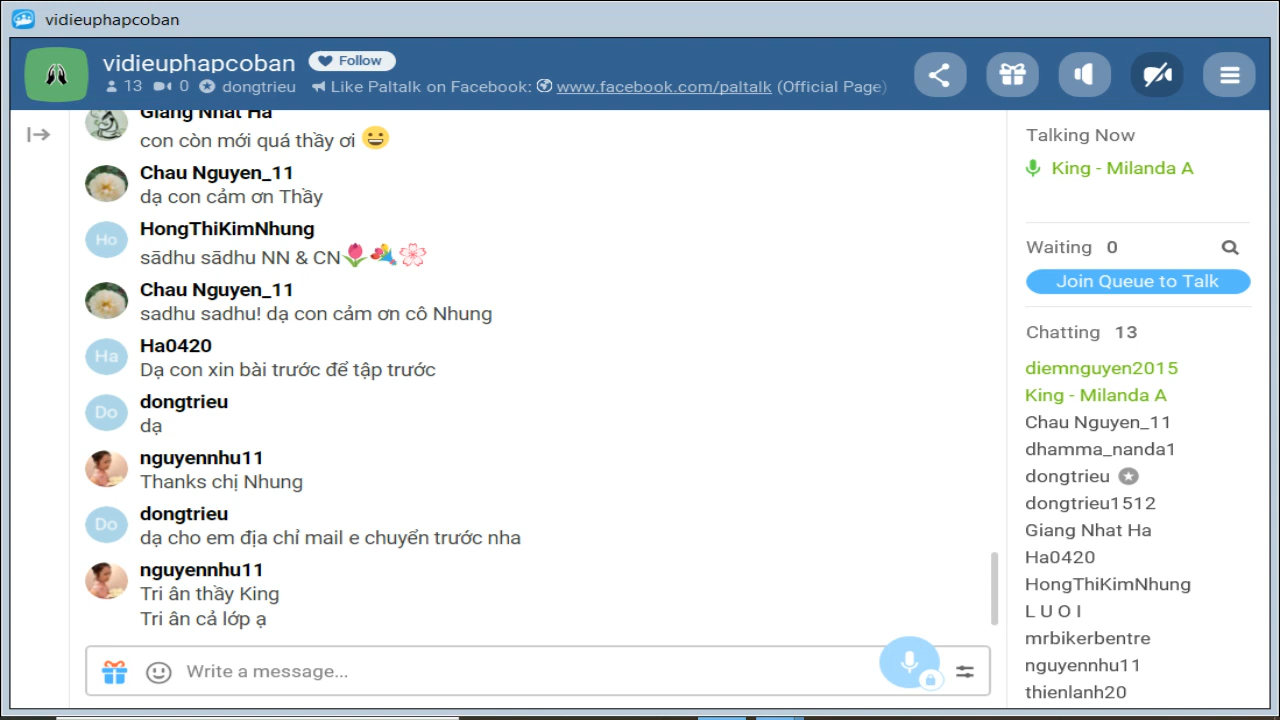 vidieuphapcoban
vidieuphapcoban Follow
13 0 dongtrieu Like Paltalk on Facebook: www.facebook.com/paltalk (Official Page)
Giang Nhat Ha
con còn mới quá thầy ơi 😀
Chau Nguyen_11
dạ con cảm ơn Thầy
Ho
HongThiKimNhung
sādhu sādhu NN & CN🌷💐🌸
Chau Nguyen_11
sadhu sadhu! dạ con cảm ơn cô Nhung
Ha
Ha0420
Dạ con xin bài trước để tập trước
Do
dongtrieu
dạ
nguyennhu11
Thanks chị Nhung
Do
dongtrieu
dạ cho em địa chỉ mail e chuyển trước nha
nguyennhu11
Tri ân thầy King
Tri ân cả lớp ạ
Write a message...
Talking Now
King - Milanda A
Waiting 0
Join Queue to Talk
Chatting 13
diemnguyen2015
King - Milanda A
Chau Nguyen_11
dhamma_nanda1
dongtrieu
dongtrieu1512
Giang Nhat Ha
Ha0420
HongThiKimNhung
L U O I
mrbikerbentre
nguyennhu11
thienlanh20